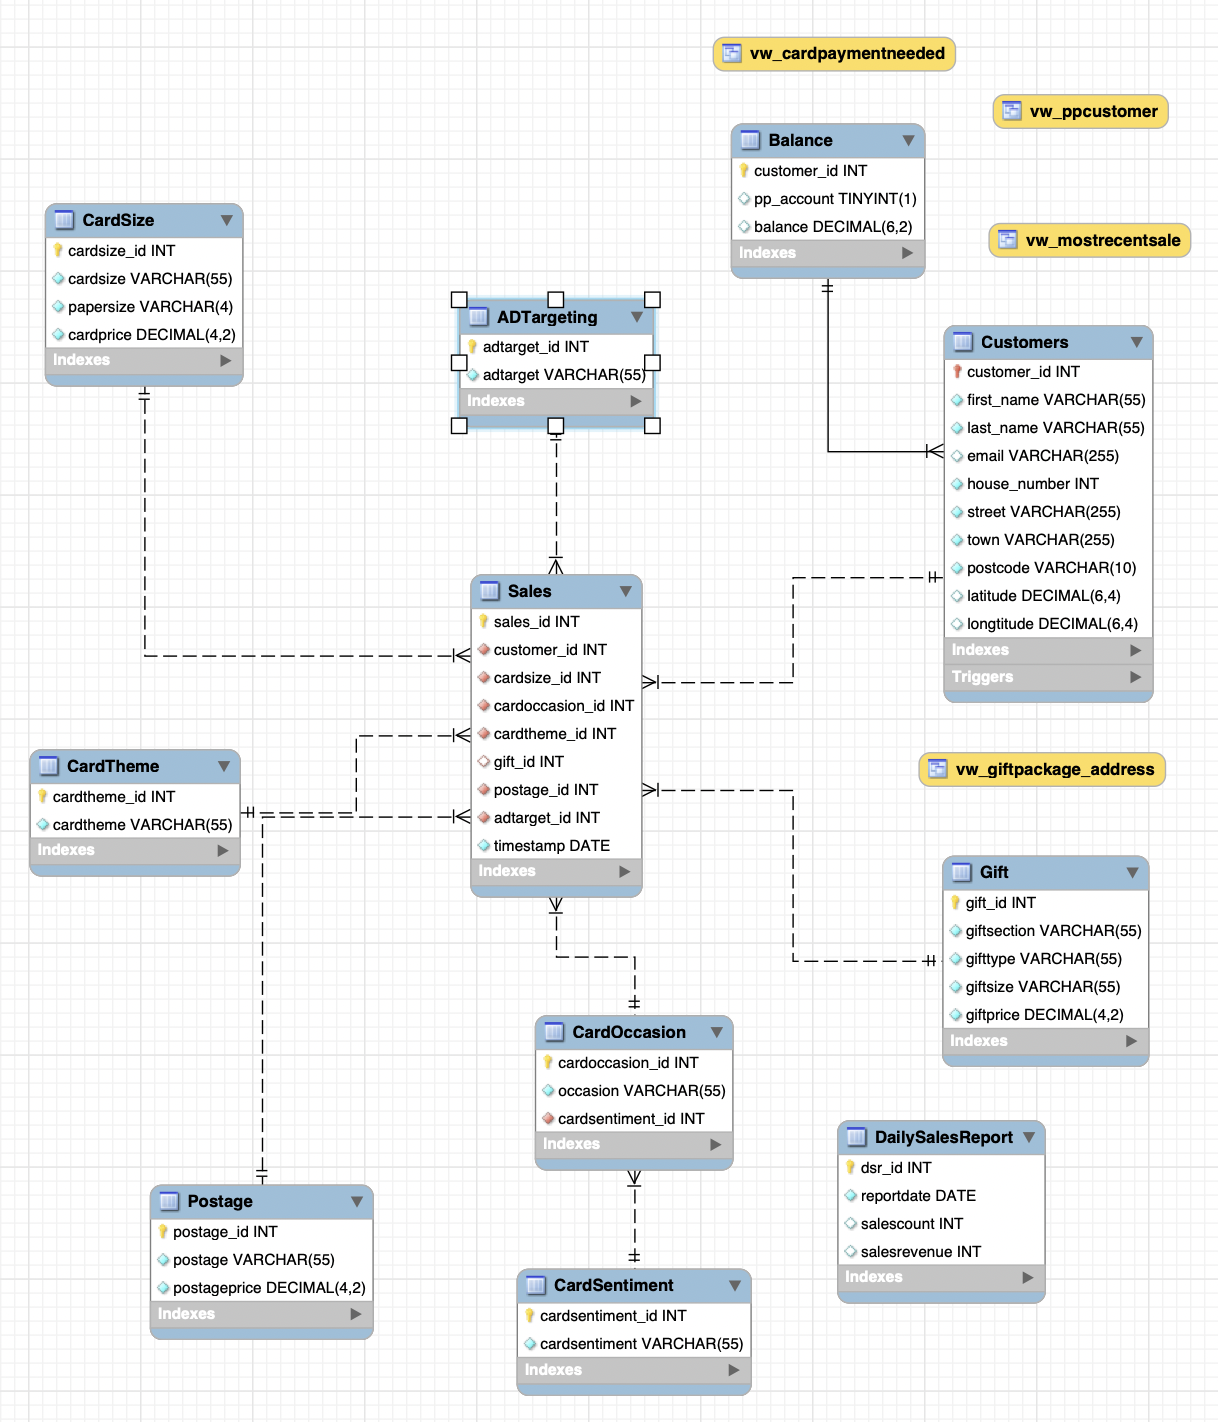 vw_cardpaymentneeded
vw_ppcustomer
Balance
customer_id INT
pp_account TINYINT(1)
balance DECIMAL(6,2)
Indexes
vw_mostrecentsale
CardSize
cardsize_id INT
cardsize VARCHAR(55)
papersize VARCHAR(4)
cardprice DECIMAL(4,2)
Indexes
ADTargeting
adtarget_id INT
adtarget VARCHAR(55)
Indexes
Customers
customer_id INT
first_name VARCHAR(55)
last_name VARCHAR(55)
email VARCHAR(255)
house_number INT
street VARCHAR(255)
town VARCHAR(255)
postcode VARCHAR(10)
latitude DECIMAL(6,4)
longtitude DECIMAL(6,4)
Indexes
Triggers
Sales
sales_id INT
customer_id INT
cardsize_id INT
cardoccasion_id INT
cardtheme_id INT
gift_id INT
postage_id INT
adtarget_id INT
timestamp DATE
Indexes
CardTheme
cardtheme_id INT
cardtheme VARCHAR(55)
Indexes
vw_giftpackage_address
Gift
gift_id INT
giftsection VARCHAR(55)
gifttype VARCHAR(55)
giftsize VARCHAR(55)
giftprice DECIMAL(4,2)
Indexes
CardOccasion
cardoccasion_id INT
occasion VARCHAR(55)
cardsentiment_id INT
Indexes
DailySalesReport
dsr_id INT
reportdate DATE
salescount INT
salesrevenue INT
Indexes
Postage
postage_id INT
postage VARCHAR(55)
postageprice DECIMAL(4,2)
Indexes
CardSentiment
cardsentiment_id INT
cardsentiment VARCHAR(55)
Indexes